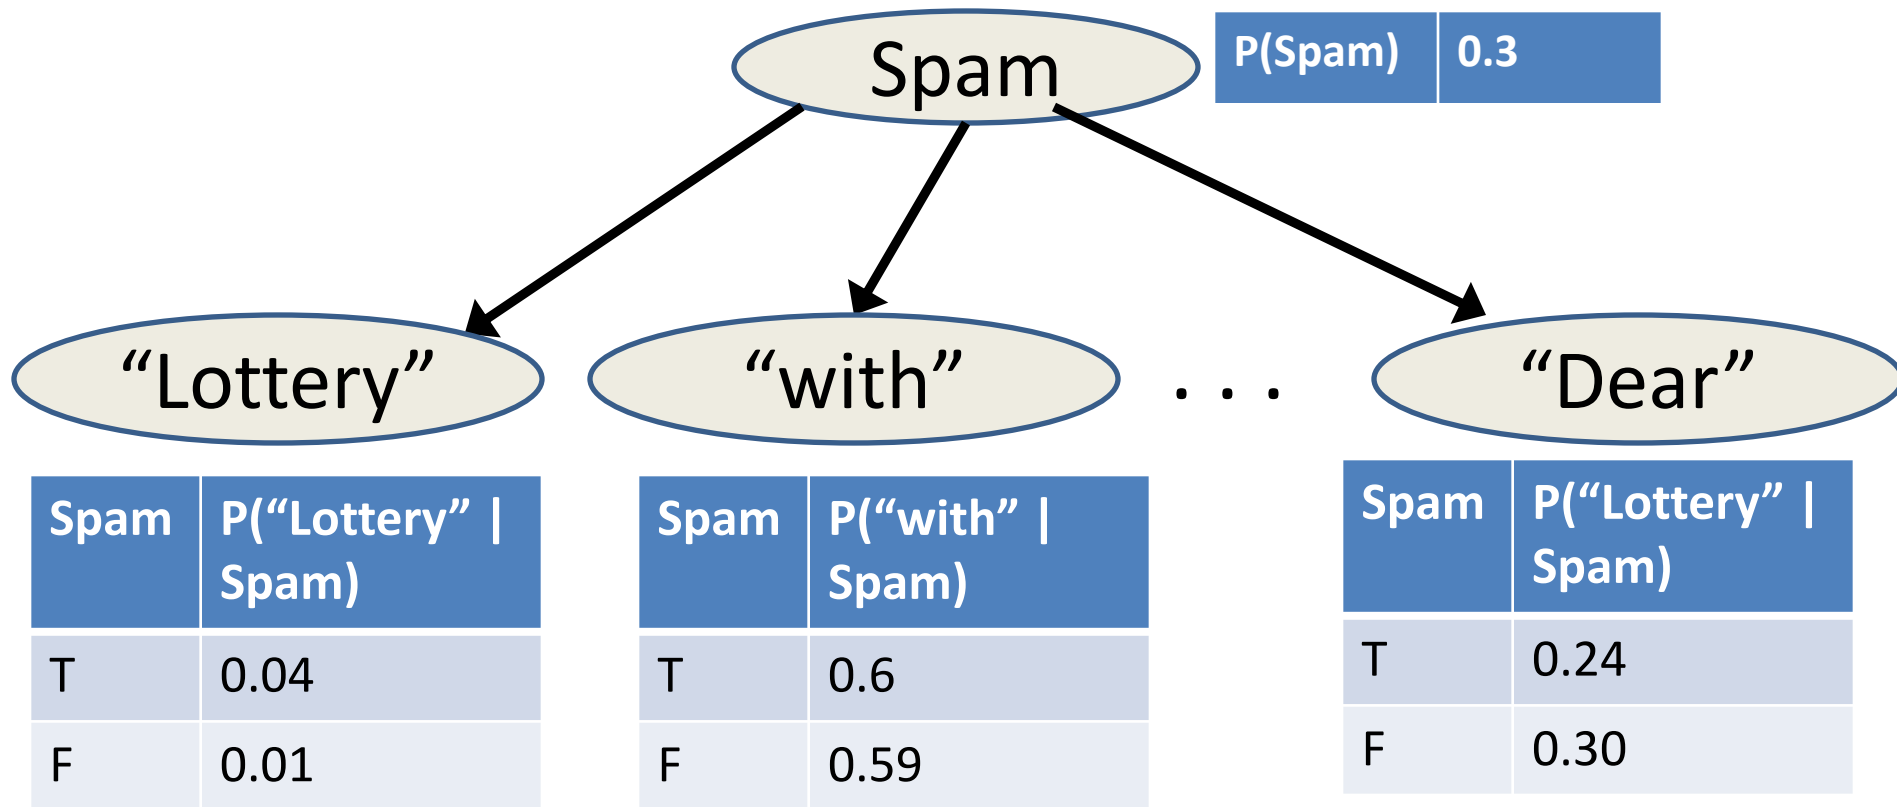 Spam
P(Spam) 0.3
“Lottery”
“with”
. . .
“Dear”
Spam P(“Lottery” |
Spam)
T 0.04
F 0.01
Spam P(“with” |
Spam)
T 0.6
F 0.59
Spam P(“Lottery” |
Spam)
T 0.24
F 0.30